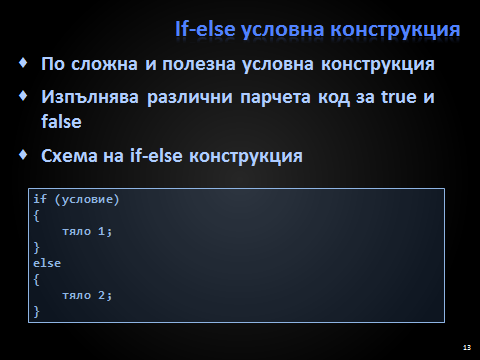 If-else условна конструкция
По сложна и полезна условна конструкция
Изпълнява различни парчета код за true и
false
Схема на if-else конструкция
if (условие)
{
    тяло 1;
}
else
{
    тяло 2;
}
13